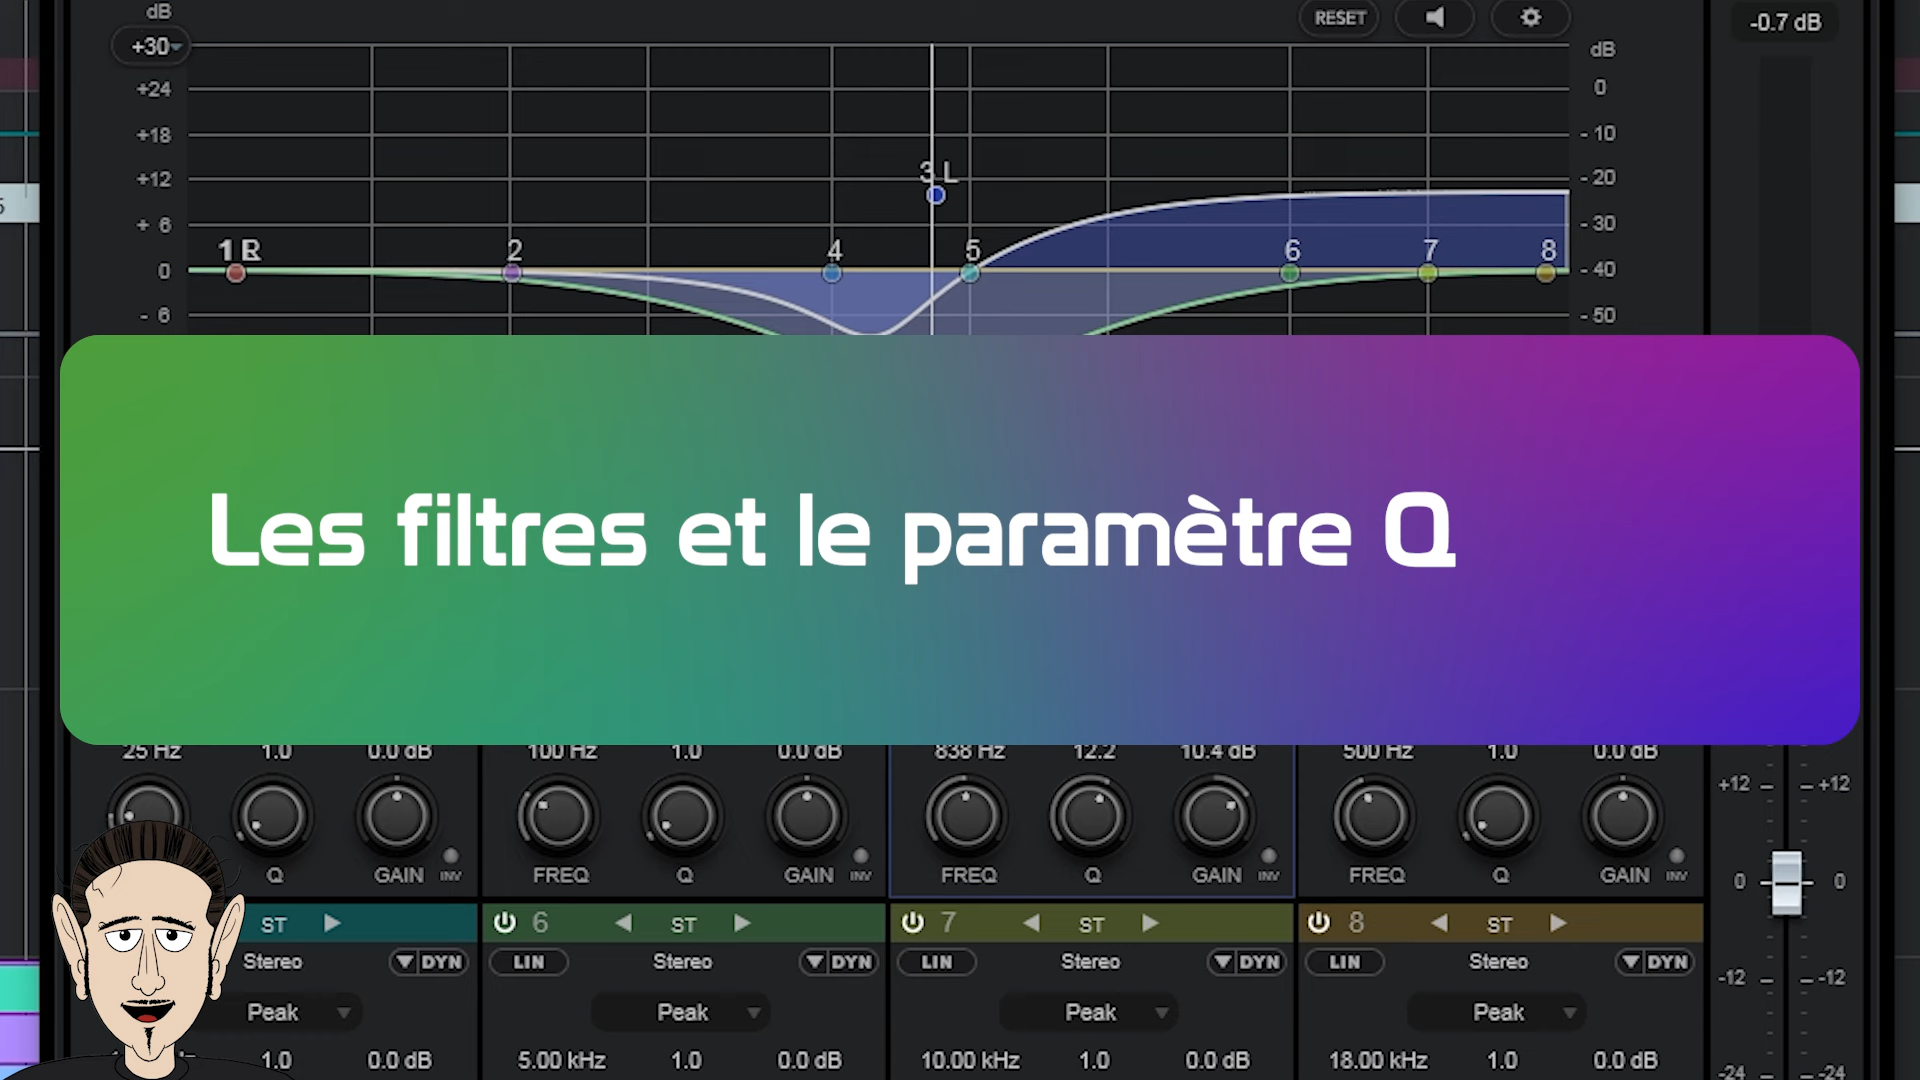 dB RESET -0.7 dB
+30 dB
+24 0
+18 - 10
3 L
+12 - 20
+ 6 - 30
1 2 4 5 6 7 8
0 - 40
- 6 - 50
Les filtres et le paramètre Q
25 Hz 1.0 0.0 dB 100 Hz 1.0 0.0 dB 838 Hz 12.2 10.4 dB 500 Hz 1.0 0.0 dB
+12 +12
Q GAIN INV FREQ Q GAIN INV FREQ Q GAIN INV FREQ Q GAIN INV
0 0
ST 6 ST 7 ST 8 ST
Stereo DYN LIN Stereo DYN LIN Stereo DYN LIN Stereo DYN
-12 -12
Peak Peak Peak Peak
1.0 0.0 dB 5.00 kHz 1.0 0.0 dB 10.00 kHz 1.0 0.0 dB 18.00 kHz 1.0 0.0 dB
-24 -24